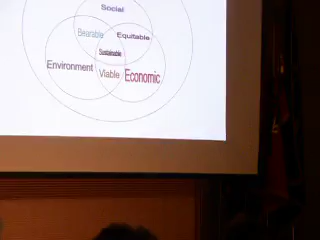 Social
Bearable
Equitable
Sustainable
Environment
Viable
Economic